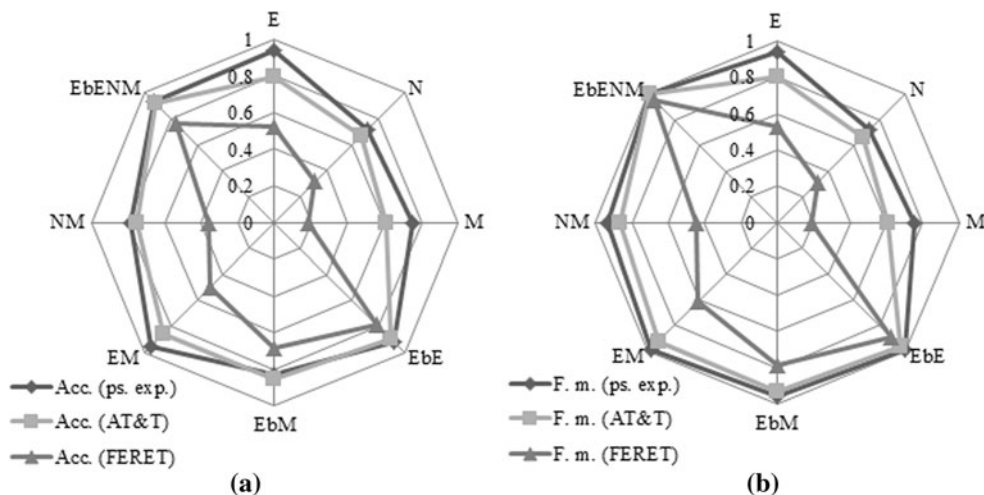 E
1
0.8
0.6
0.4
0.2
0
N
M
EbE
EbM
EM
NM
EbENM
Acc. (ps. exp.)
Acc. (AT&T)
Acc. (FERET)
(a)
E
1
0.8
0.6
0.4
0.2
0
N
M
EbE
EbM
EM
NM
EbENM
F. m. (ps. exp.)
F. m. (AT&T)
F. m. (FERET)
(b)